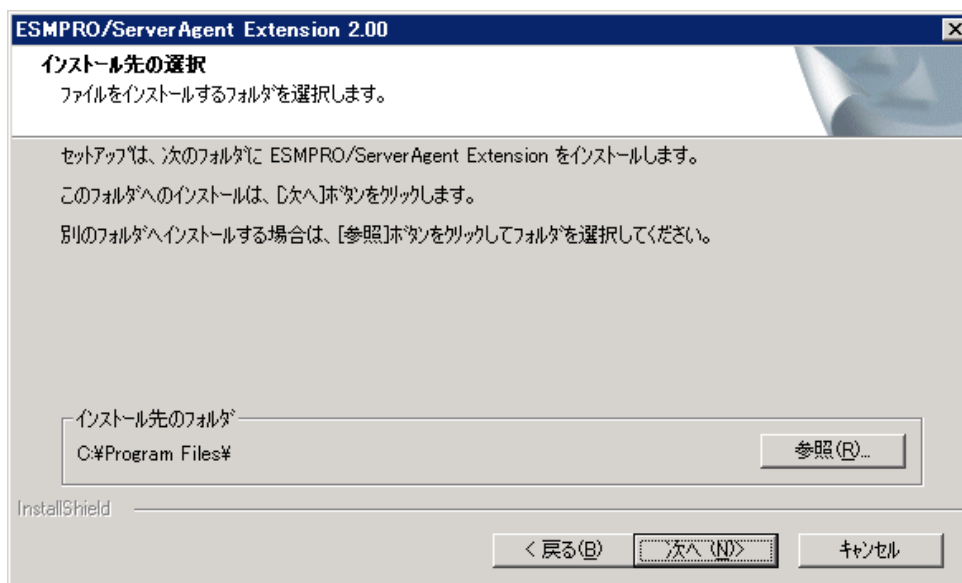 ESMPRO/ServerAgent Extension 2.00
インストール先の選択
ファイルをインストールするフォルダを選択します。
セットアップは、次のフォルダに ESMPRO/ServerAgent Extension をインストールします。
このフォルダへのインストールは、[次へ]ボタンをクリックします。
別のフォルダへインストールする場合は、[参照]ボタンをクリックしてフォルダを選択してください。
インストール先のフォルダ
C:¥Program Files¥
参照(R)...
InstallShield
< 戻る(B)
次へ (N)>
キャンセル